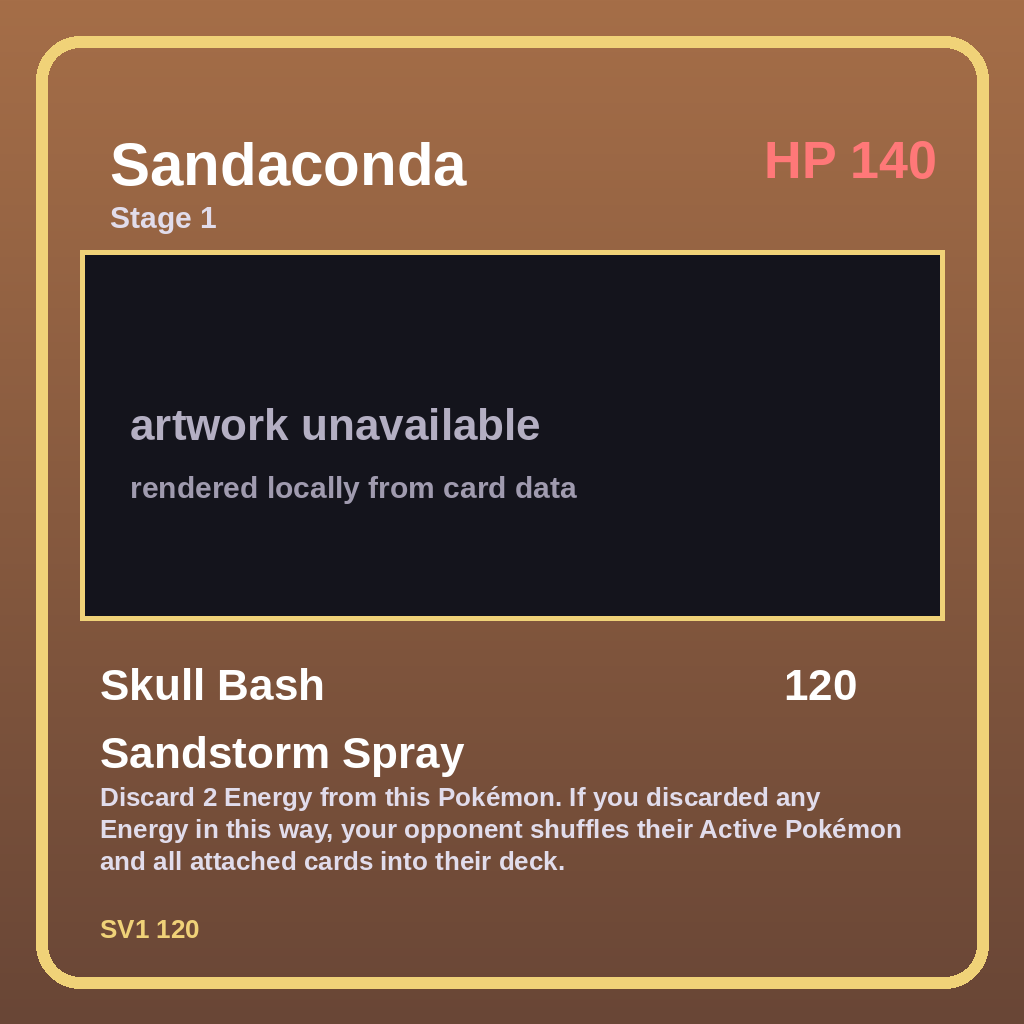 Sandaconda
HP 140
Stage 1
artwork unavailable
rendered locally from card data
Skull Bash
120
Sandstorm Spray
Discard 2 Energy from this Pokémon. If you discarded any
Energy in this way, your opponent shuffles their Active Pokémon
and all attached cards into their deck.
SV1 120